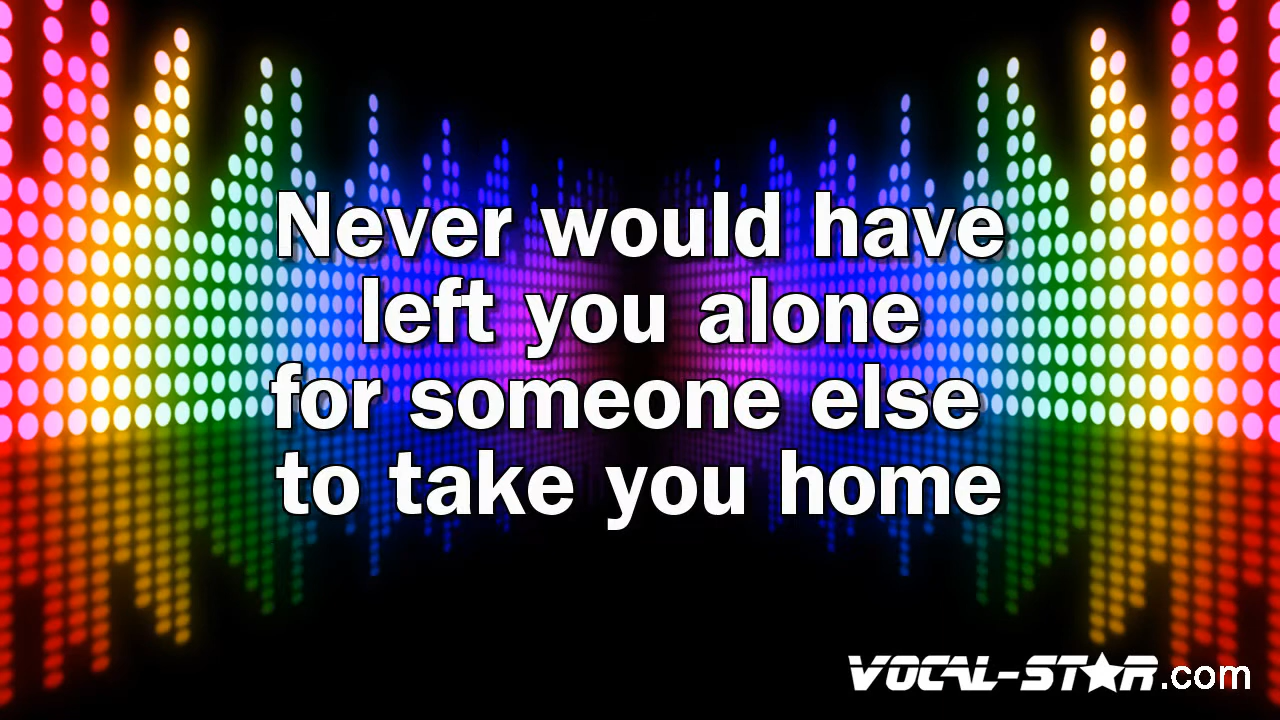 Never would have
left you alone
for someone else
to take you home
VOCAL-STAR.com